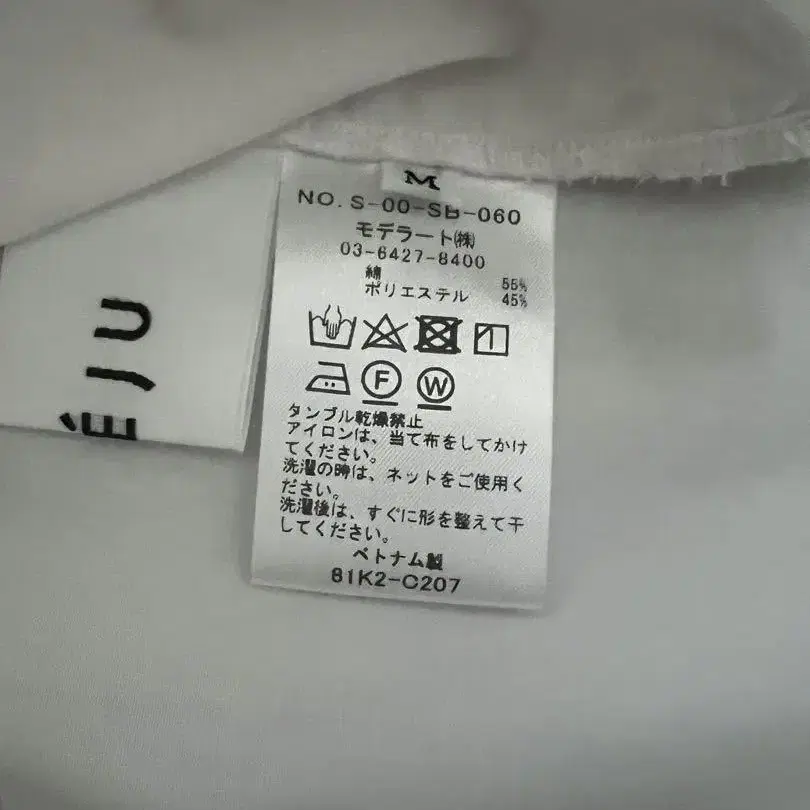 M
NO. S-00-SB-060
モデラート㈱
03-6427-8400
綿 55%
ポリエステル 45%
F W
タンブル乾燥禁止
アイロンは、当て布をしてかけ
てください。
洗濯の時は、ネットをご使用く
ださい。
洗濯後は、すぐに形を整えて干
してください。
ベトナム製
81K2-C207